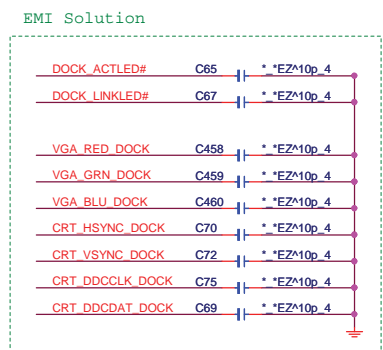 EMI Solution
DOCK_ACTLED# C65 *_*EZ^10p_4
DOCK_LINKLED# C67 *_*EZ^10p_4
VGA_RED_DOCK C458 *_*EZ^10p_4
VGA_GRN_DOCK C459 *_*EZ^10p_4
VGA_BLU_DOCK C460 *_*EZ^10p_4
CRT_HSYNC_DOCK C70 *_*EZ^10p_4
CRT_VSYNC_DOCK C72 *_*EZ^10p_4
CRT_DDCCLK_DOCK C75 *_*EZ^10p_4
CRT_DDCDAT_DOCK C69 *_*EZ^10p_4